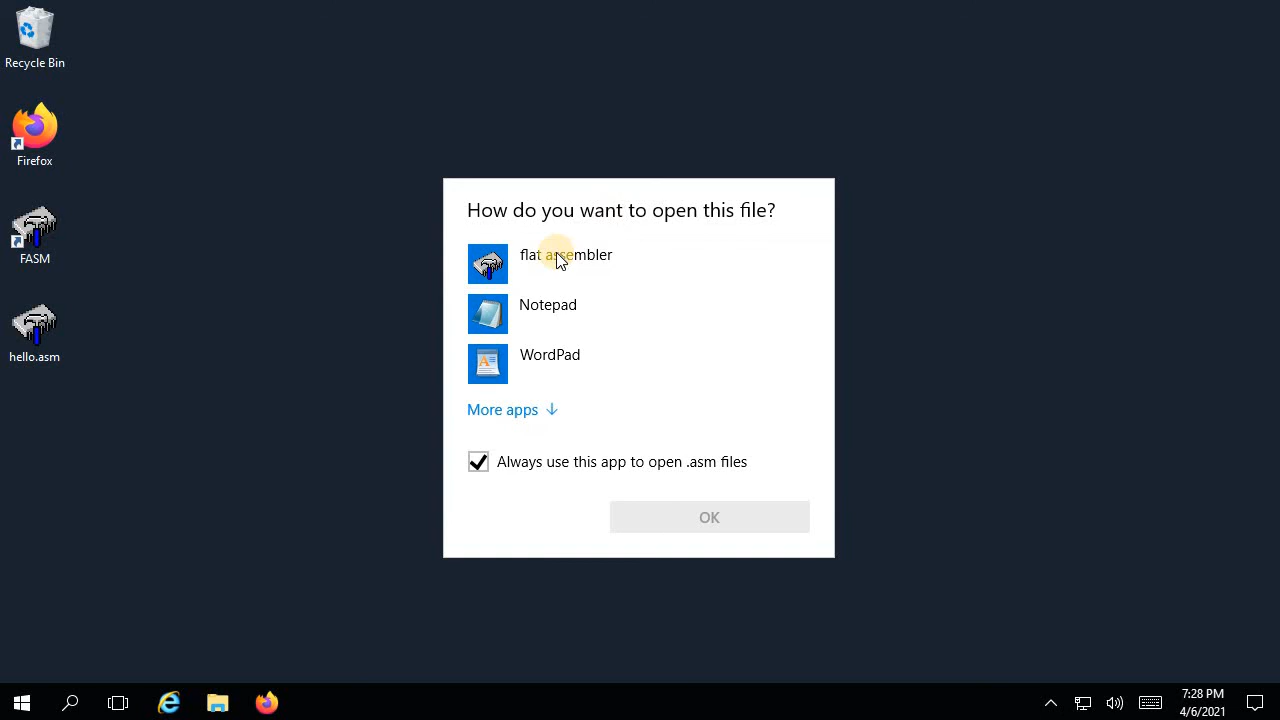 Recycle Bin
Firefox
FASM
hello.asm
How do you want to open this file?
flat assembler
Notepad
WordPad
More apps
Always use this app to open .asm files
OK
7:28 PM
4/6/2021